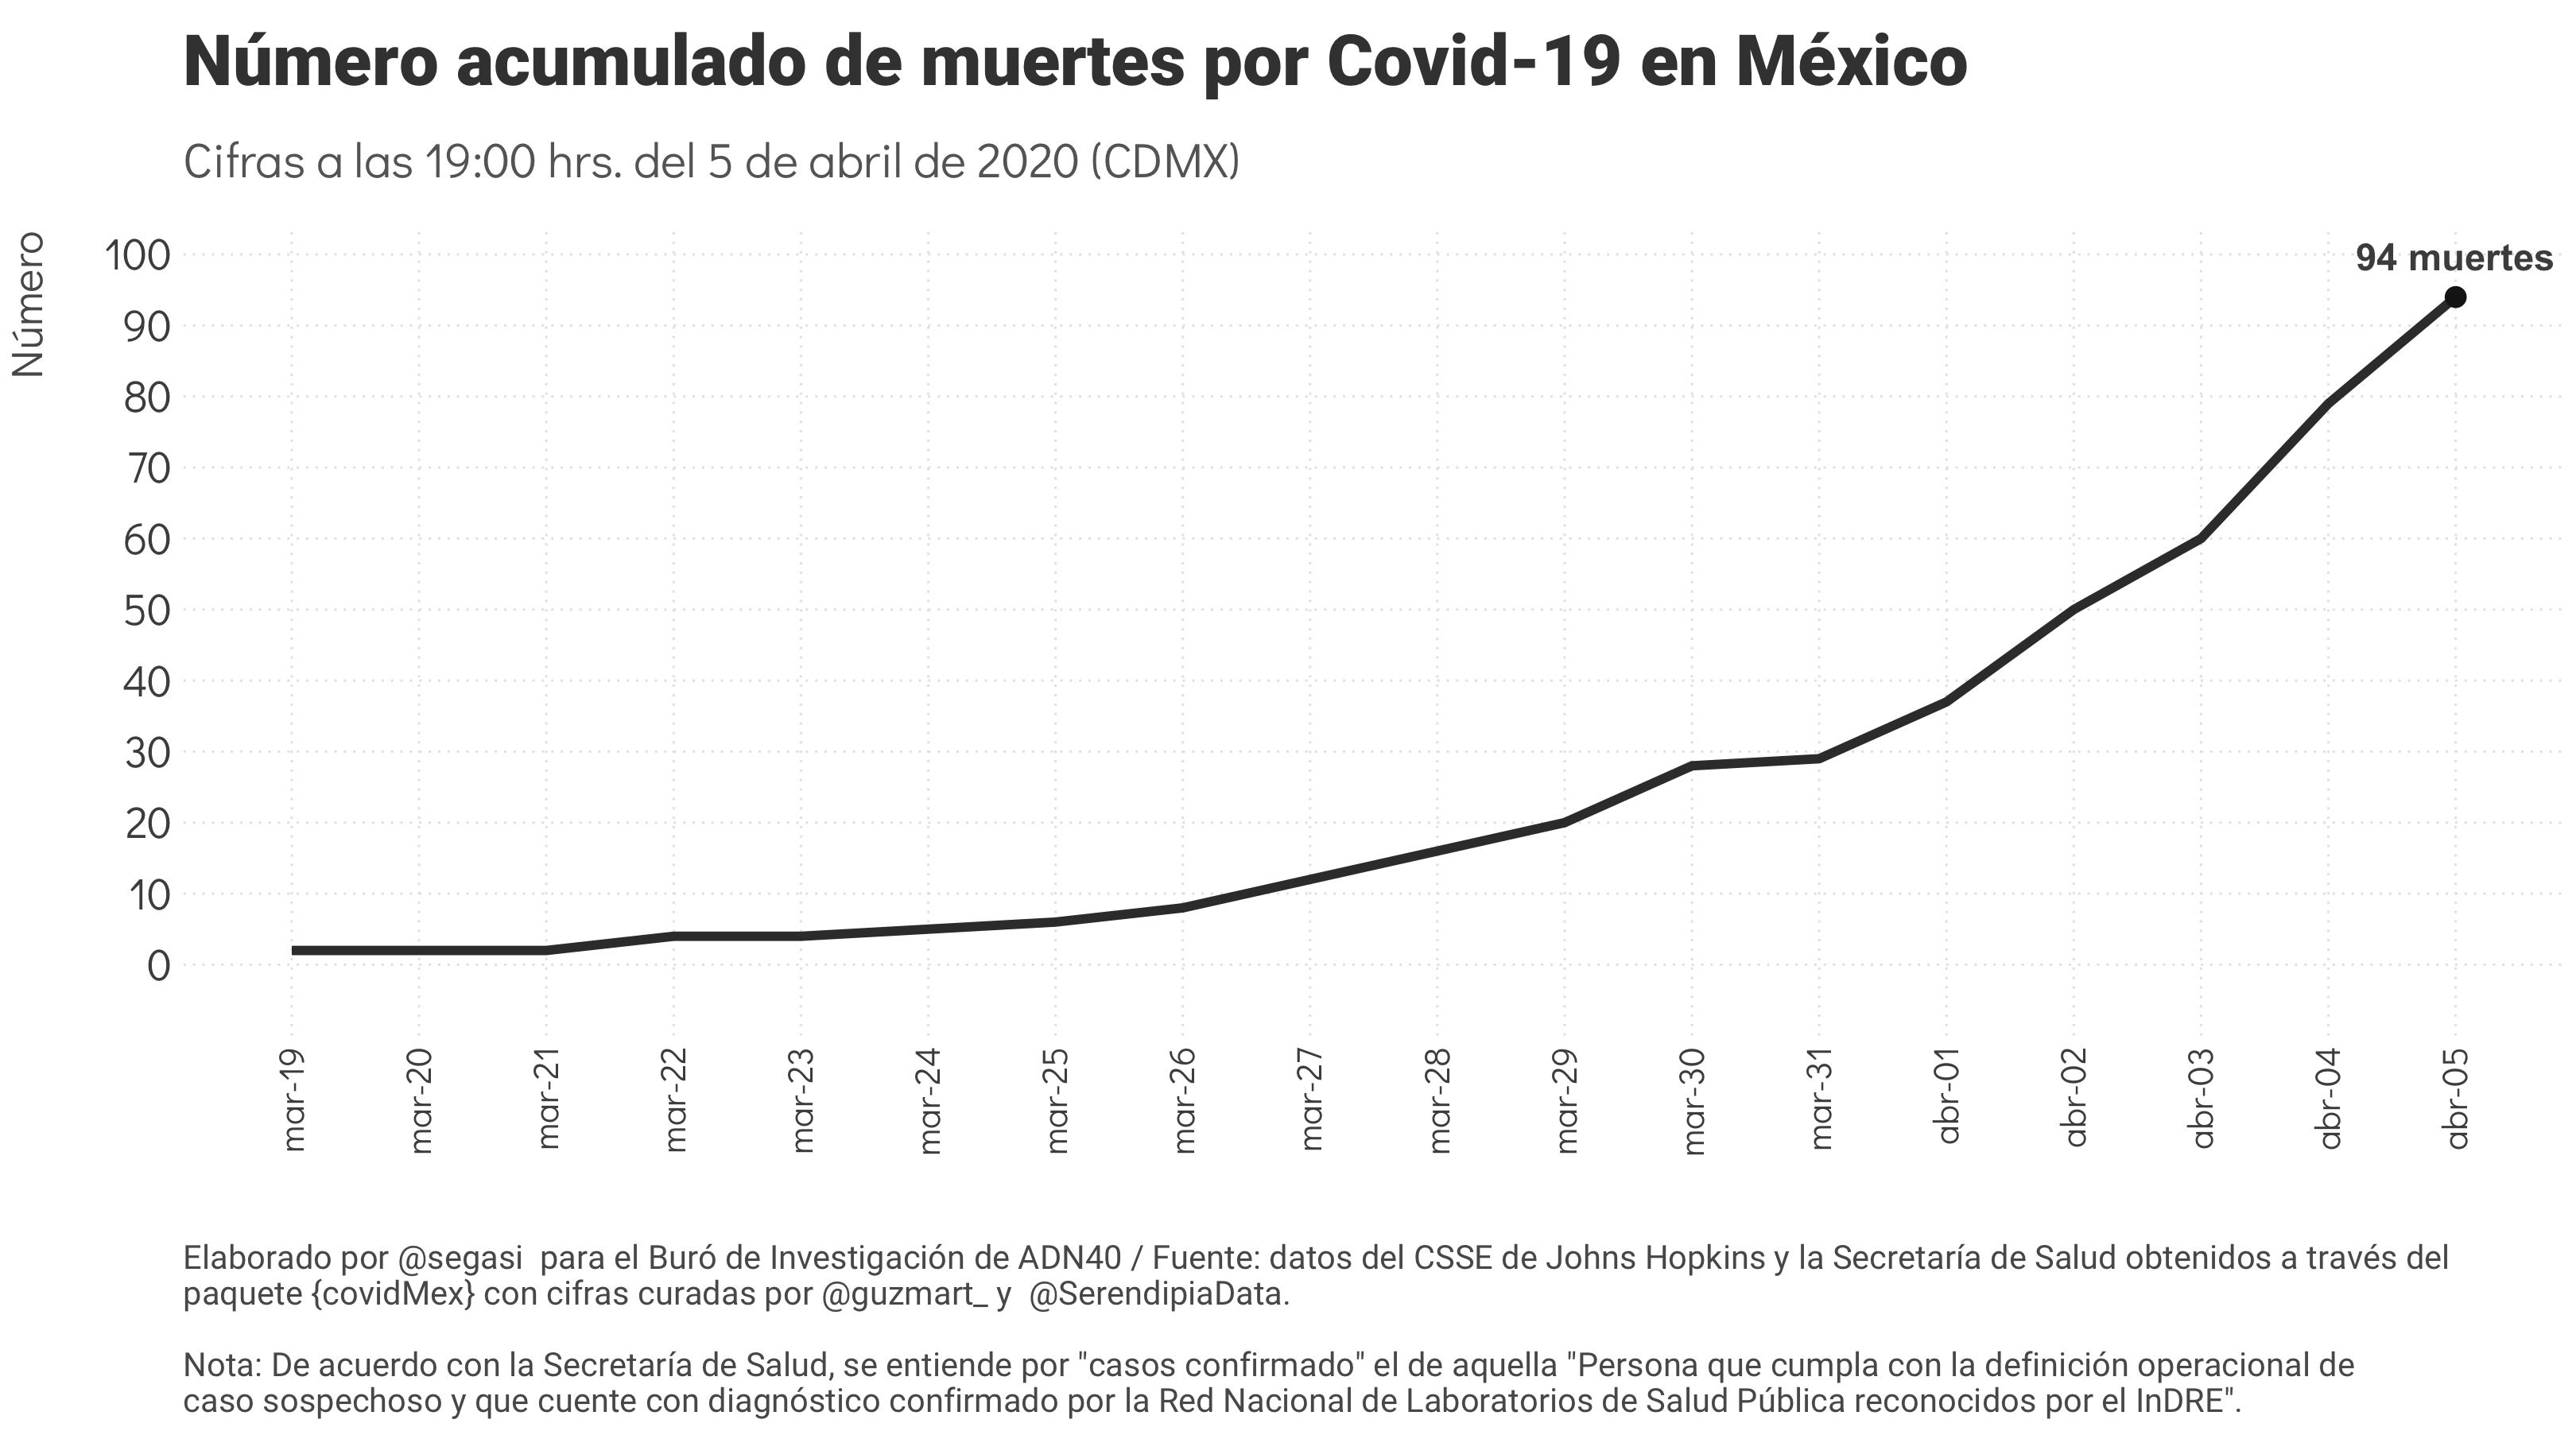 Número acumulado de muertes por Covid-19 en México
Cifras a las 19:00 hrs. del 5 de abril de 2020 (CDMX)
Número
100
90
80
70
60
50
40
30
20
10
0
94 muertes
mar-19
mar-20
mar-21
mar-22
mar-23
mar-24
mar-25
mar-26
mar-27
mar-28
mar-29
mar-30
mar-31
abr-01
abr-02
abr-03
abr-04
abr-05
Elaborado por @segasi  para el Buró de Investigación de ADN40 / Fuente: datos del CSSE de Johns Hopkins y la Secretaría de Salud obtenidos a través del
paquete {covidMex} con cifras curadas por @guzmart_ y  @SerendipiaData.
Nota: De acuerdo con la Secretaría de Salud, se entiende por "casos confirmado" el de aquella "Persona que cumpla con la definición operacional de
caso sospechoso y que cuente con diagnóstico confirmado por la Red Nacional de Laboratorios de Salud Pública reconocidos por el InDRE".